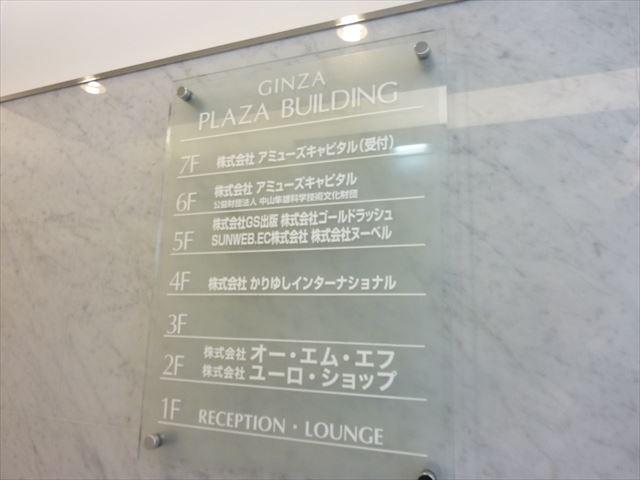 GINZA
PLAZA BUILDING
7F 株式会社 アミューズキャピタル(受付)
6F 株式会社 アミューズキャピタル
公益財団法人 中山隼雄科学技術文化財団
5F 株式会社GS出版 株式会社ゴールドラッシュ
SUNWEB.EC株式会社 株式会社ヌーベル
4F 株式会社 かりゆしインターナショナル
3F
2F 株式会社 オー・エム・エフ
株式会社 ユーロ・ショップ
1F RECEPTION・LOUNGE